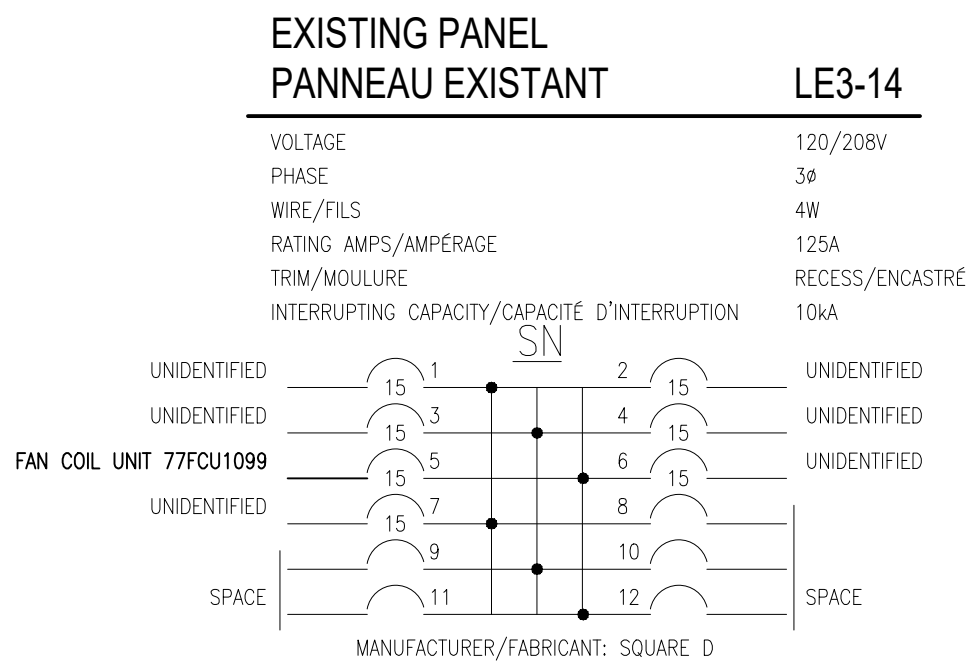 EXISTING PANEL
PANNEAU EXISTANT LE3-14
VOLTAGE 120/208V
PHASE 3ø
WIRE/FILS 4W
RATING AMPS/AMPÉRAGE 125A
TRIM/MOULURE RECESS/ENCASTRÉ
INTERRUPTING CAPACITY/CAPACITÉ D'INTERRUPTION 10kA
SN
UNIDENTIFIED 15 1 2 15 UNIDENTIFIED
UNIDENTIFIED 15 3 4 15 UNIDENTIFIED
FAN COIL UNIT 77FCU1099 15 5 6 15 UNIDENTIFIED
UNIDENTIFIED 15 7 8
9 10
SPACE 11 12 SPACE
MANUFACTURER/FABRICANT: SQUARE D